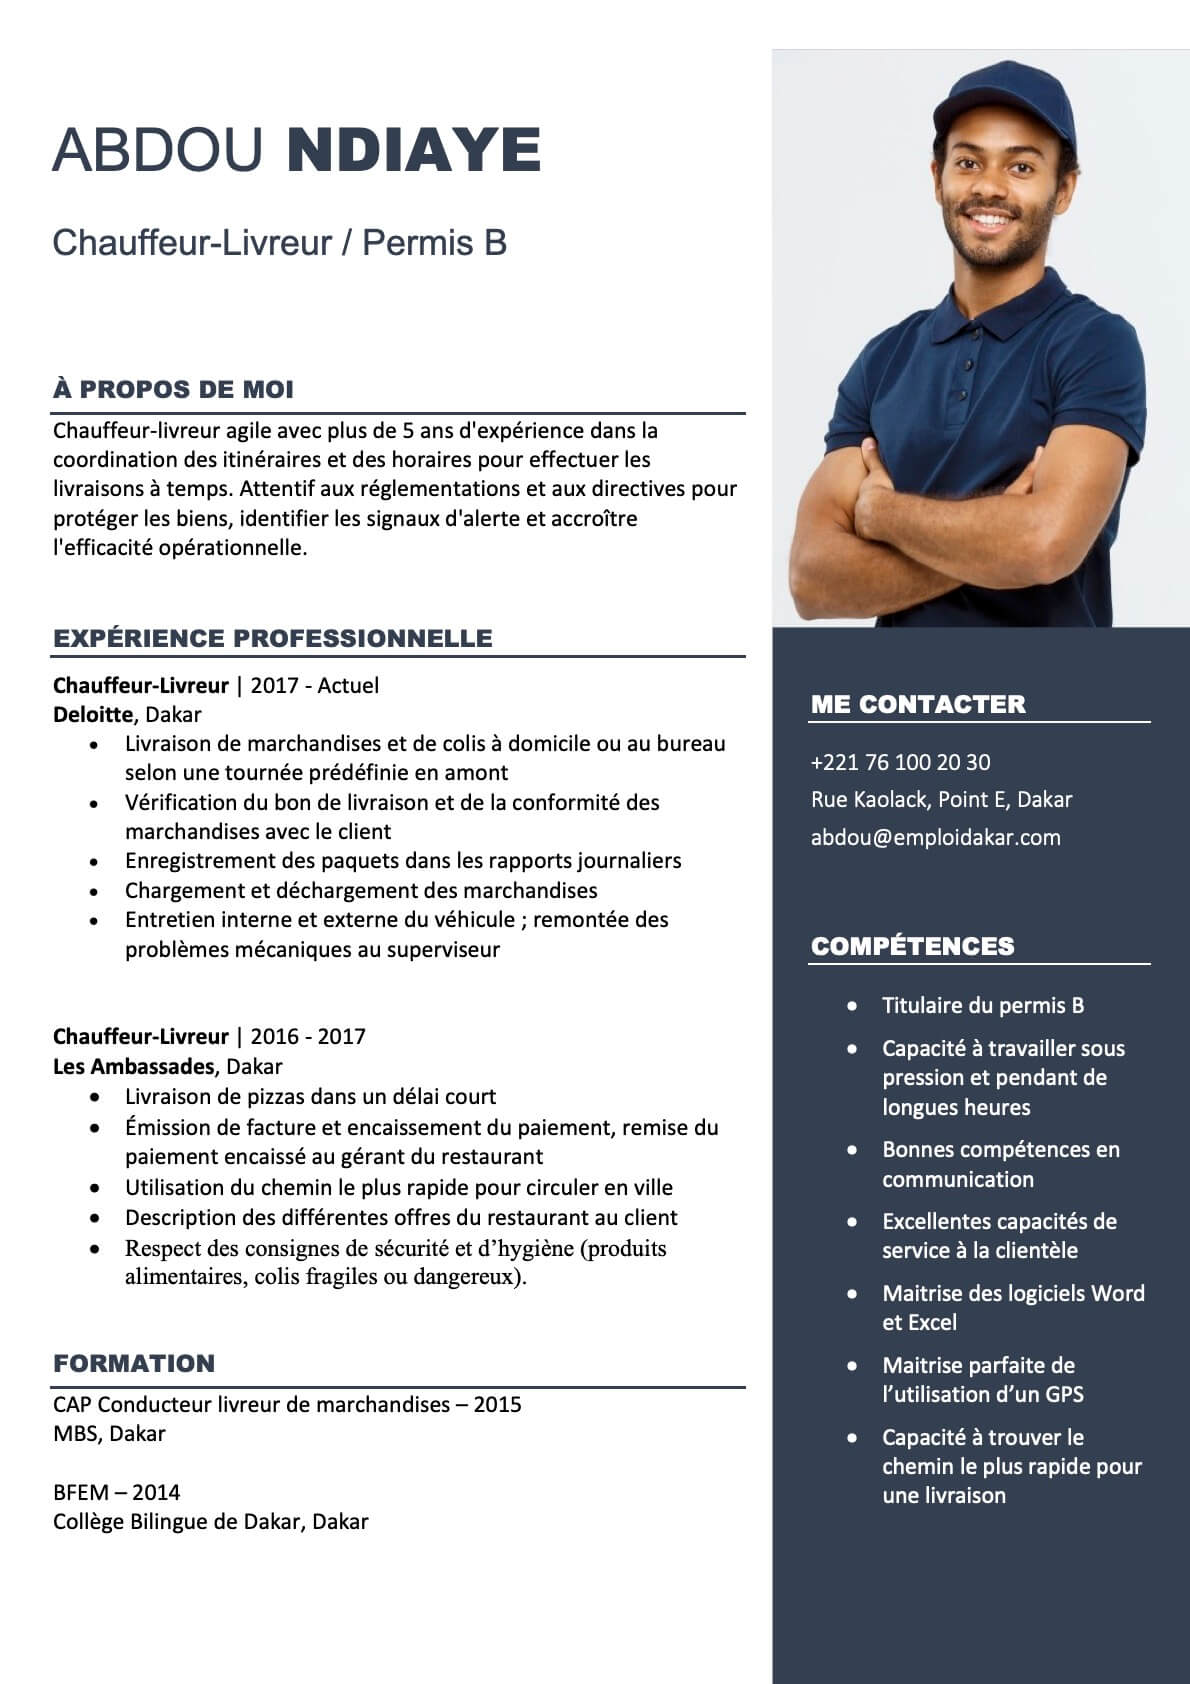 ABDOU NDIAYE
Chauffeur-Livreur / Permis B
À PROPOS DE MOI
Chauffeur-livreur agile avec plus de 5 ans d'expérience dans la
coordination des itinéraires et des horaires pour effectuer les
livraisons à temps. Attentif aux réglementations et aux directives pour
protéger les biens, identifier les signaux d'alerte et accroître
l'efficacité opérationnelle.
EXPÉRIENCE PROFESSIONNELLE
Chauffeur-Livreur | 2017 - Actuel
Deloitte, Dakar
• Livraison de marchandises et de colis à domicile ou au bureau
selon une tournée prédéfinie en amont
• Vérification du bon de livraison et de la conformité des
marchandises avec le client
• Enregistrement des paquets dans les rapports journaliers
• Chargement et déchargement des marchandises
• Entretien interne et externe du véhicule ; remontée des
problèmes mécaniques au superviseur
Chauffeur-Livreur | 2016 - 2017
Les Ambassades, Dakar
• Livraison de pizzas dans un délai court
• Émission de facture et encaissement du paiement, remise du
paiement encaissé au gérant du restaurant
• Utilisation du chemin le plus rapide pour circuler en ville
• Description des différentes offres du restaurant au client
• Respect des consignes de sécurité et d’hygiène (produits
alimentaires, colis fragiles ou dangereux).
FORMATION
CAP Conducteur livreur de marchandises – 2015
MBS, Dakar
BFEM – 2014
Collège Bilingue de Dakar, Dakar
ME CONTACTER
+221 76 100 20 30
Rue Kaolack, Point E, Dakar
abdou@emploidakar.com
COMPÉTENCES
• Titulaire du permis B
• Capacité à travailler sous
pression et pendant de
longues heures
• Bonnes compétences en
communication
• Excellentes capacités de
service à la clientèle
• Maitrise des logiciels Word
et Excel
• Maitrise parfaite de
l’utilisation d’un GPS
• Capacité à trouver le
chemin le plus rapide pour
une livraison